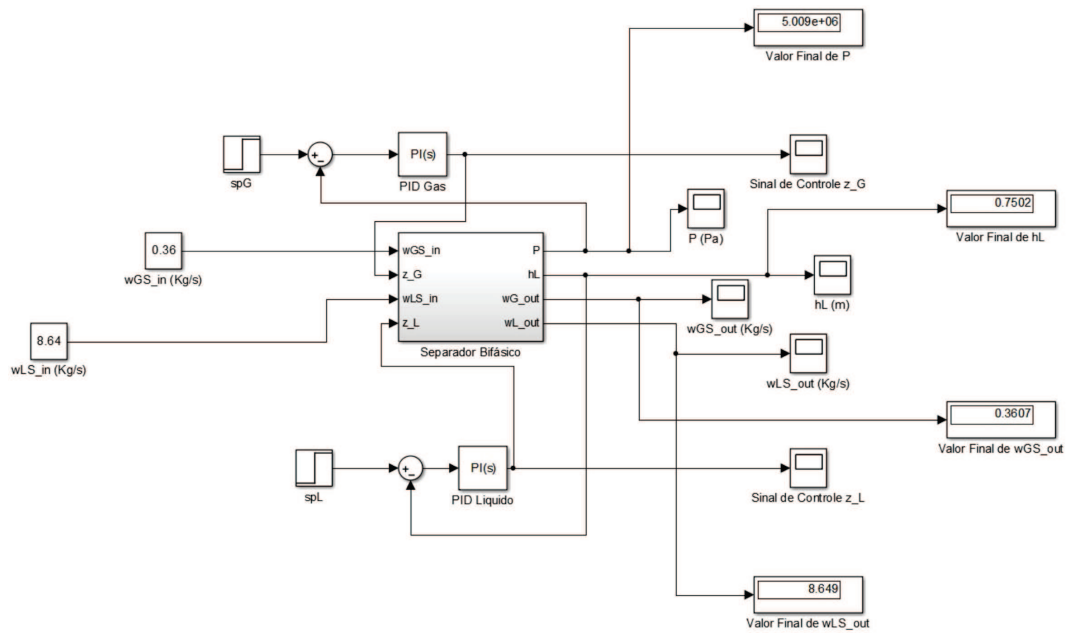 5.009e+06
Valor Final de P
+
−
PI(s)
spG
PID Gas
Sinal de Controle z_G
0.7502
P (Pa)
Valor Final de hL
0.36
wGS_in
P
wGS_in (Kg/s)
z_G
hL
hL (m)
wLS_in
wG_out
wGS_out (Kg/s)
z_L
wL_out
8.64
Separador Bifásico
wLS_in (Kg/s)
wLS_out (Kg/s)
0.3607
Valor Final de wGS_out
+
−
PI(s)
spL
PID Liquido
Sinal de Controle z_L
8.649
Valor Final de wLS_out